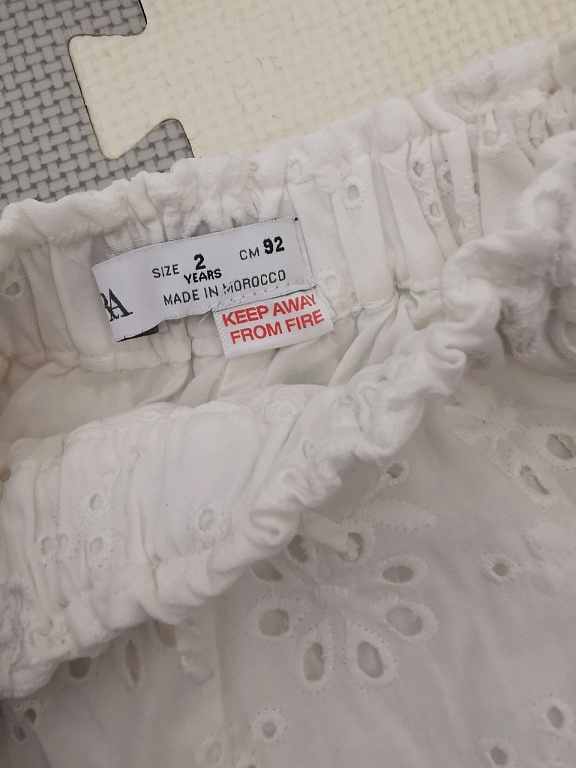 RA
SIZE 2 YEARS CM 92
MADE IN MOROCCO
KEEP AWAY
FROM FIRE